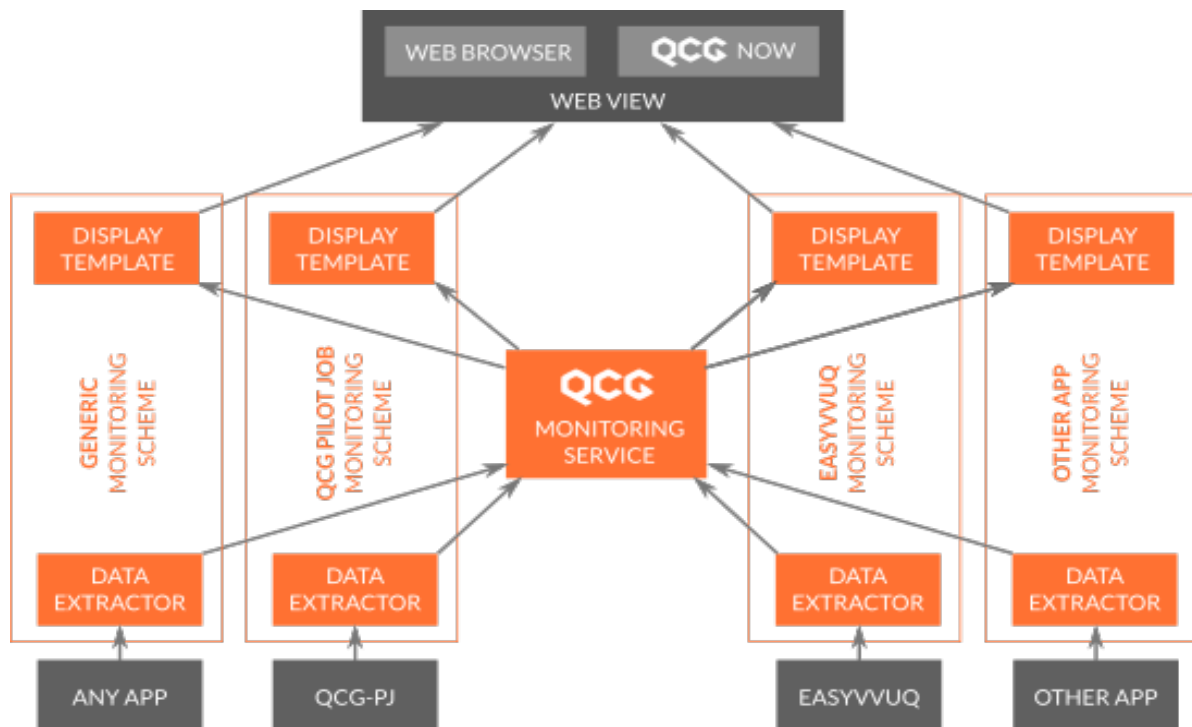 WEB BROWSER
QCG NOW
WEB VIEW
DISPLAY
TEMPLATE
DISPLAY
TEMPLATE
DISPLAY
TEMPLATE
DISPLAY
TEMPLATE
GENERIC
MONITORING
SCHEME
QCG PILOT JOB
MONITORING
SCHEME
QCG
MONITORING
SERVICE
EASYVVUQ
MONITORING
SCHEME
OTHER APP
MONITORING
SCHEME
DATA
EXTRACTOR
DATA
EXTRACTOR
DATA
EXTRACTOR
DATA
EXTRACTOR
ANY APP
QCG-PJ
EASYVVUQ
OTHER APP